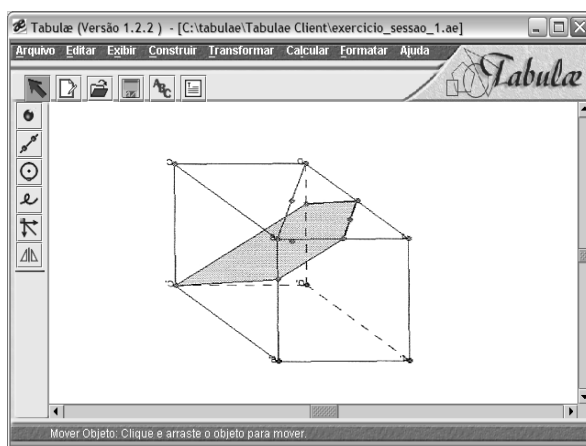 Tabulæ (Versão 1.2.2 ) - [C:\tabulae\Tabulae Client\exercicio_sessao_1.ae]
Arquivo Editar Exibir Construir Transformar Calcular Formatar Ajuda
Tabulæ
ABC
Mover Objeto: Clique e arraste o objeto para mover.